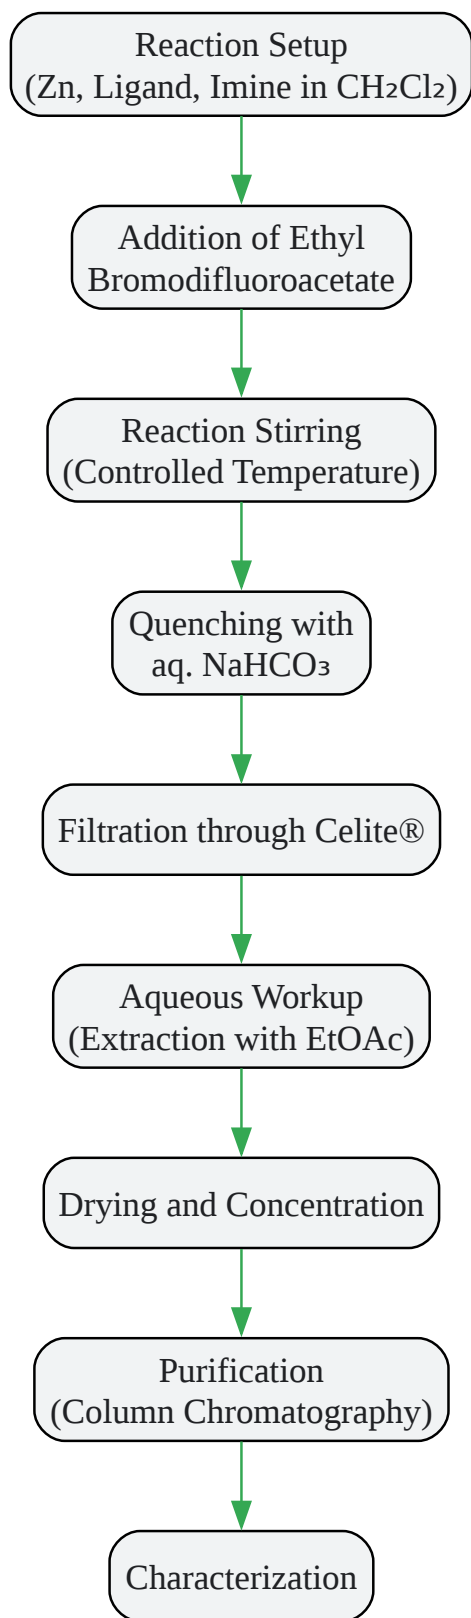 Reaction Setup
(Zn, Ligand, Imine in CH₂Cl₂)
Addition of Ethyl
Bromodifluoroacetate
Reaction Stirring
(Controlled Temperature)
Quenching with
aq. NaHCO₃
Filtration through Celite®
Aqueous Workup
(Extraction with EtOAc)
Drying and Concentration
Purification
(Column Chromatography)
Characterization